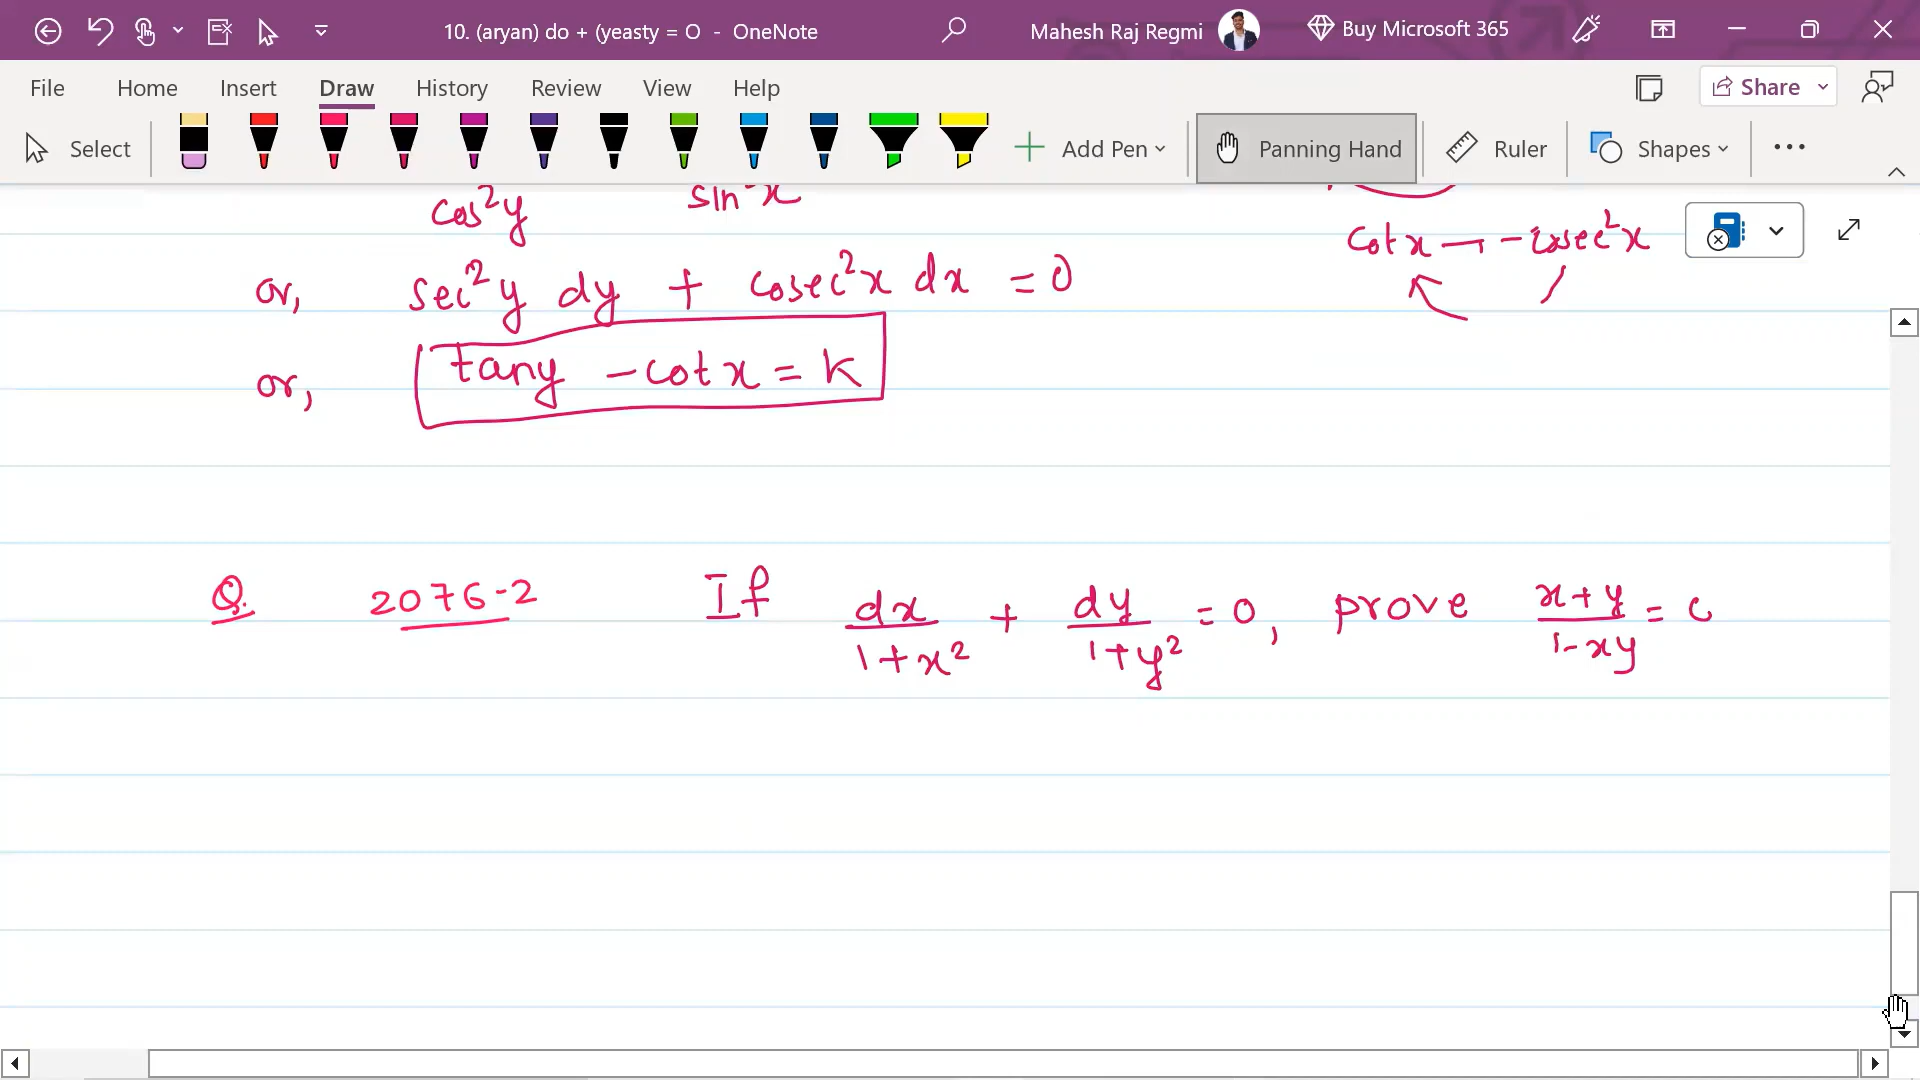 10. (aryan) do + (yeasty = O - OneNote
Mahesh Raj Regmi
Buy Microsoft 365
File Home Insert Draw History Review View Help
Share
Select
Add Pen
Panning Hand
Ruler
Shapes
cos²y sin²x
cot x → -cosec²x
or, sec²y dy + cosec²x dx = 0
or, tany - cot x = k
Q. 2076-2 If dx/1+x² + dy/1+y² = 0, prove x+y/1-xy = c